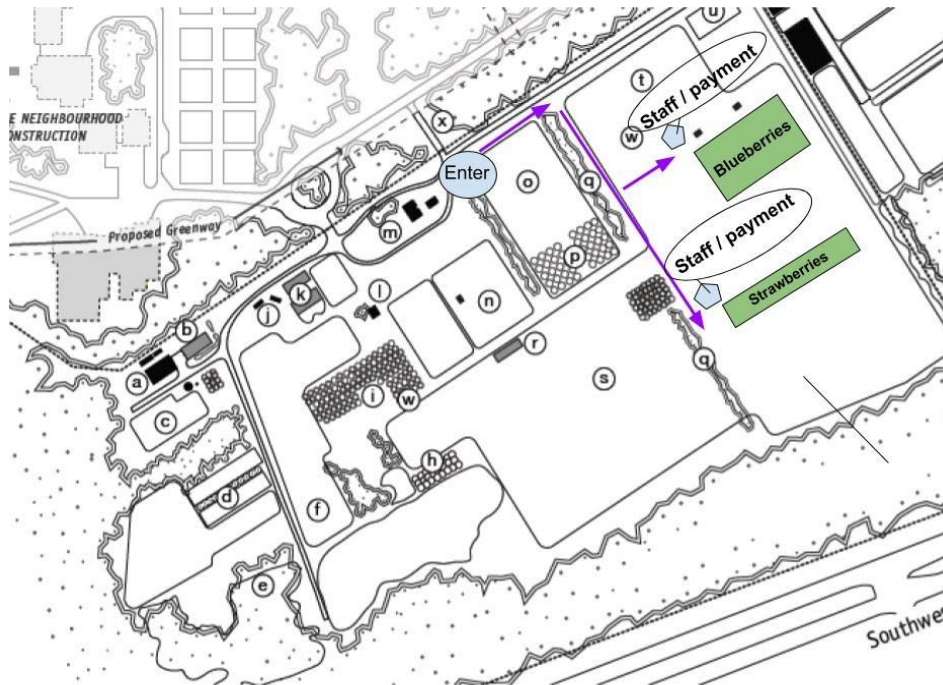 E NEIGHBOURHOOD
ONSTRUCTION
Proposed Greenway
Enter
Staff / payment
Blueberries
Staff / payment
Strawberries
Southwe
u
t
x
w
o
q
m
p
k
l
j
n
b
r
a
s
q
i
w
c
h
d
f
e